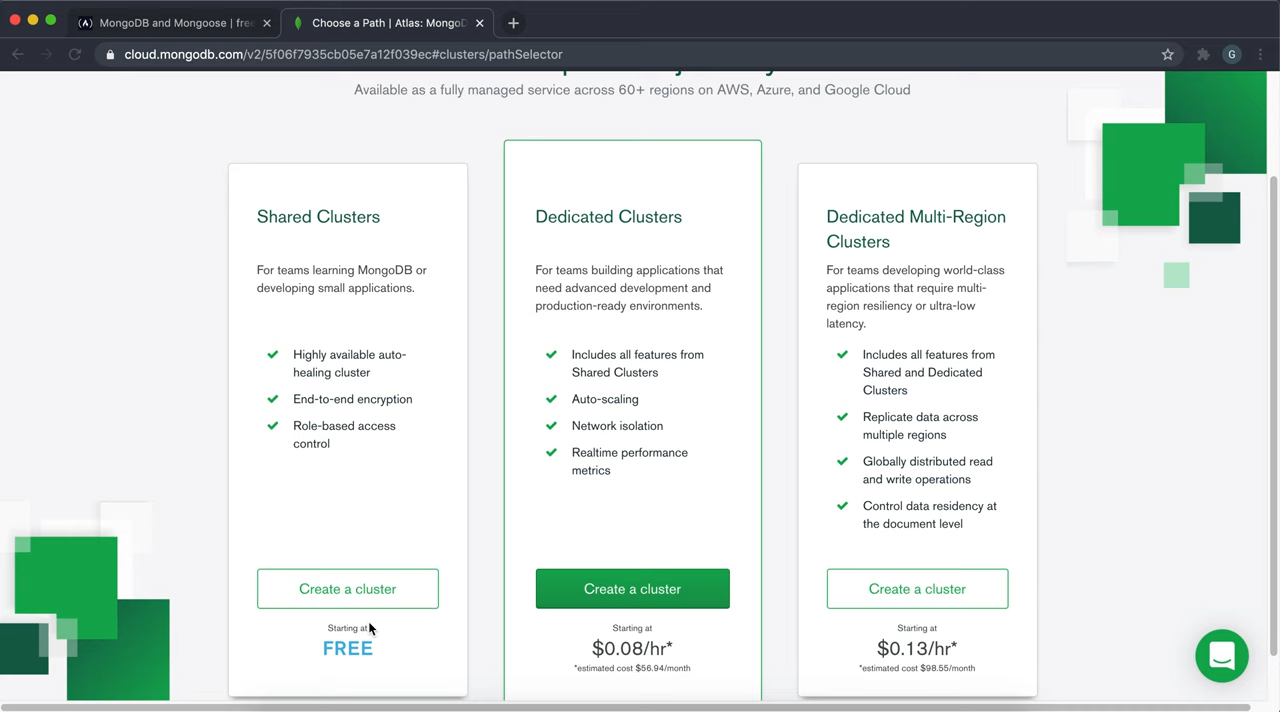 MongoDB and Mongoose | free
Choose a Path | Atlas: MongoD
cloud.mongodb.com/v2/5f06f7935cb05e7a12f039ec#clusters/pathSelector
G
Available as a fully managed service across 60+ regions on AWS, Azure, and Google Cloud
Shared Clusters
For teams learning MongoDB or
developing small applications.
Highly available auto-
healing cluster
End-to-end encryption
Role-based access
control
Create a cluster
Starting at
FREE
Dedicated Clusters
For teams building applications that
need advanced development and
production-ready environments.
Includes all features from
Shared Clusters
Auto-scaling
Network isolation
Realtime performance
metrics
Create a cluster
Starting at
$0.08/hr*
*estimated cost $56.94/month
Dedicated Multi-Region
Clusters
For teams developing world-class
applications that require multi-
region resiliency or ultra-low
latency.
Includes all features from
Shared and Dedicated
Clusters
Replicate data across
multiple regions
Globally distributed read
and write operations
Control data residency at
the document level
Create a cluster
Starting at
$0.13/hr*
*estimated cost $98.55/month